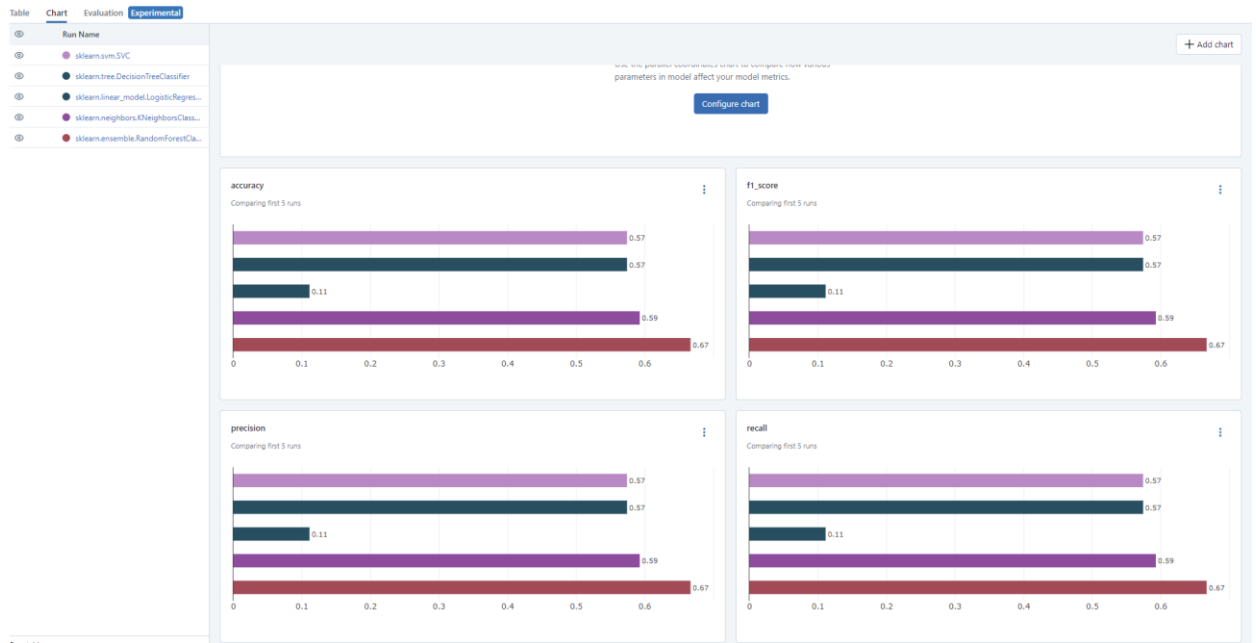 Table Chart Evaluation Experimental
Run Name
sklearn.svm.SVC
sklearn.tree.DecisionTreeClassifier
sklearn.linear_model.LogisticRegres...
sklearn.neighbors.KNeighborsClass...
sklearn.ensemble.RandomForestCla...
+ Add chart
parameters in model affect your model metrics.
Configure chart
accuracy
Comparing first 5 runs
0.57
0.57
0.11
0.59
0.67
0 0.1 0.2 0.3 0.4 0.5 0.6
f1_score
Comparing first 5 runs
0.57
0.57
0.11
0.59
0.67
0 0.1 0.2 0.3 0.4 0.5 0.6
precision
Comparing first 5 runs
0.57
0.57
0.11
0.59
0.67
0 0.1 0.2 0.3 0.4 0.5 0.6
recall
Comparing first 5 runs
0.57
0.57
0.11
0.59
0.67
0 0.1 0.2 0.3 0.4 0.5 0.6